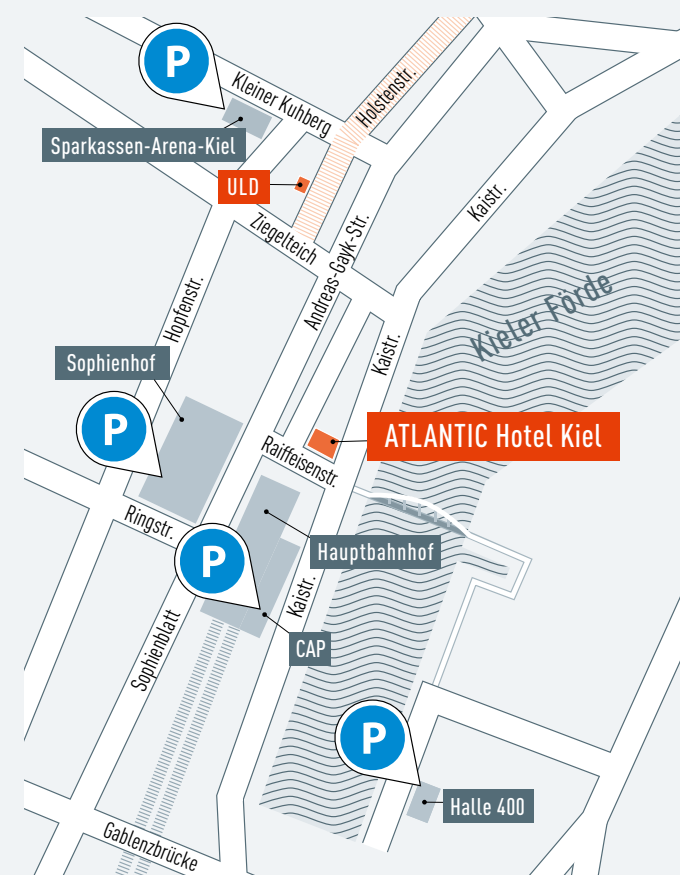 P
Kleiner Kuhberg
Holstenstr.
Sparkassen-Arena-Kiel
ULD
Kaistr.
Ziegelteich
Andreas-Gayk-Str.
Hopfenstr.
Kieler Förde
Kaistr.
Sophienhof
P
ATLANTIC Hotel Kiel
Raiffeisenstr.
Ringstr.
Hauptbahnhof
P
Kaistr.
CAP
Sophienblatt
P
Halle 400
Gablenzbrücke